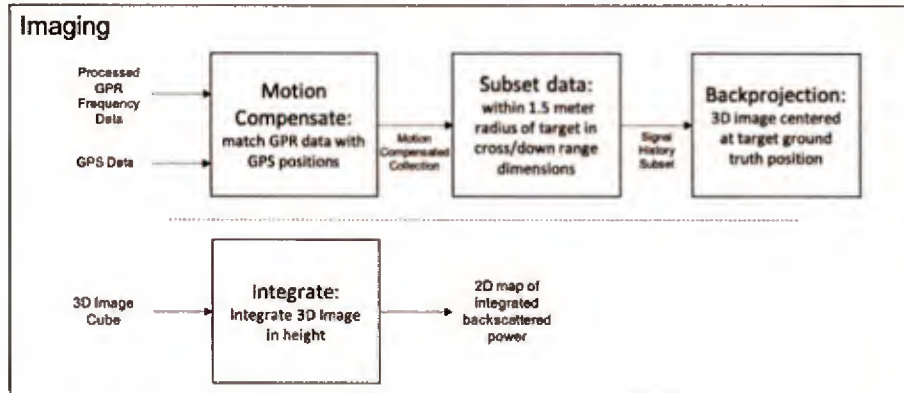 Imaging
Processed
GPR
Frequency
Data
GPS Data
Motion
Compensate:
match GPR data with
GPS positions
Motion
Compensated
Collection
Subset data:
within 1.5 meter
radius of target in
cross/down range
dimensions
Signal
History
Subset
Backprojection:
3D image centered
at target ground
truth position
3D Image
Cube
Integrate:
Integrate 3D Image
in height
2D map of
integrated
backscattered
power